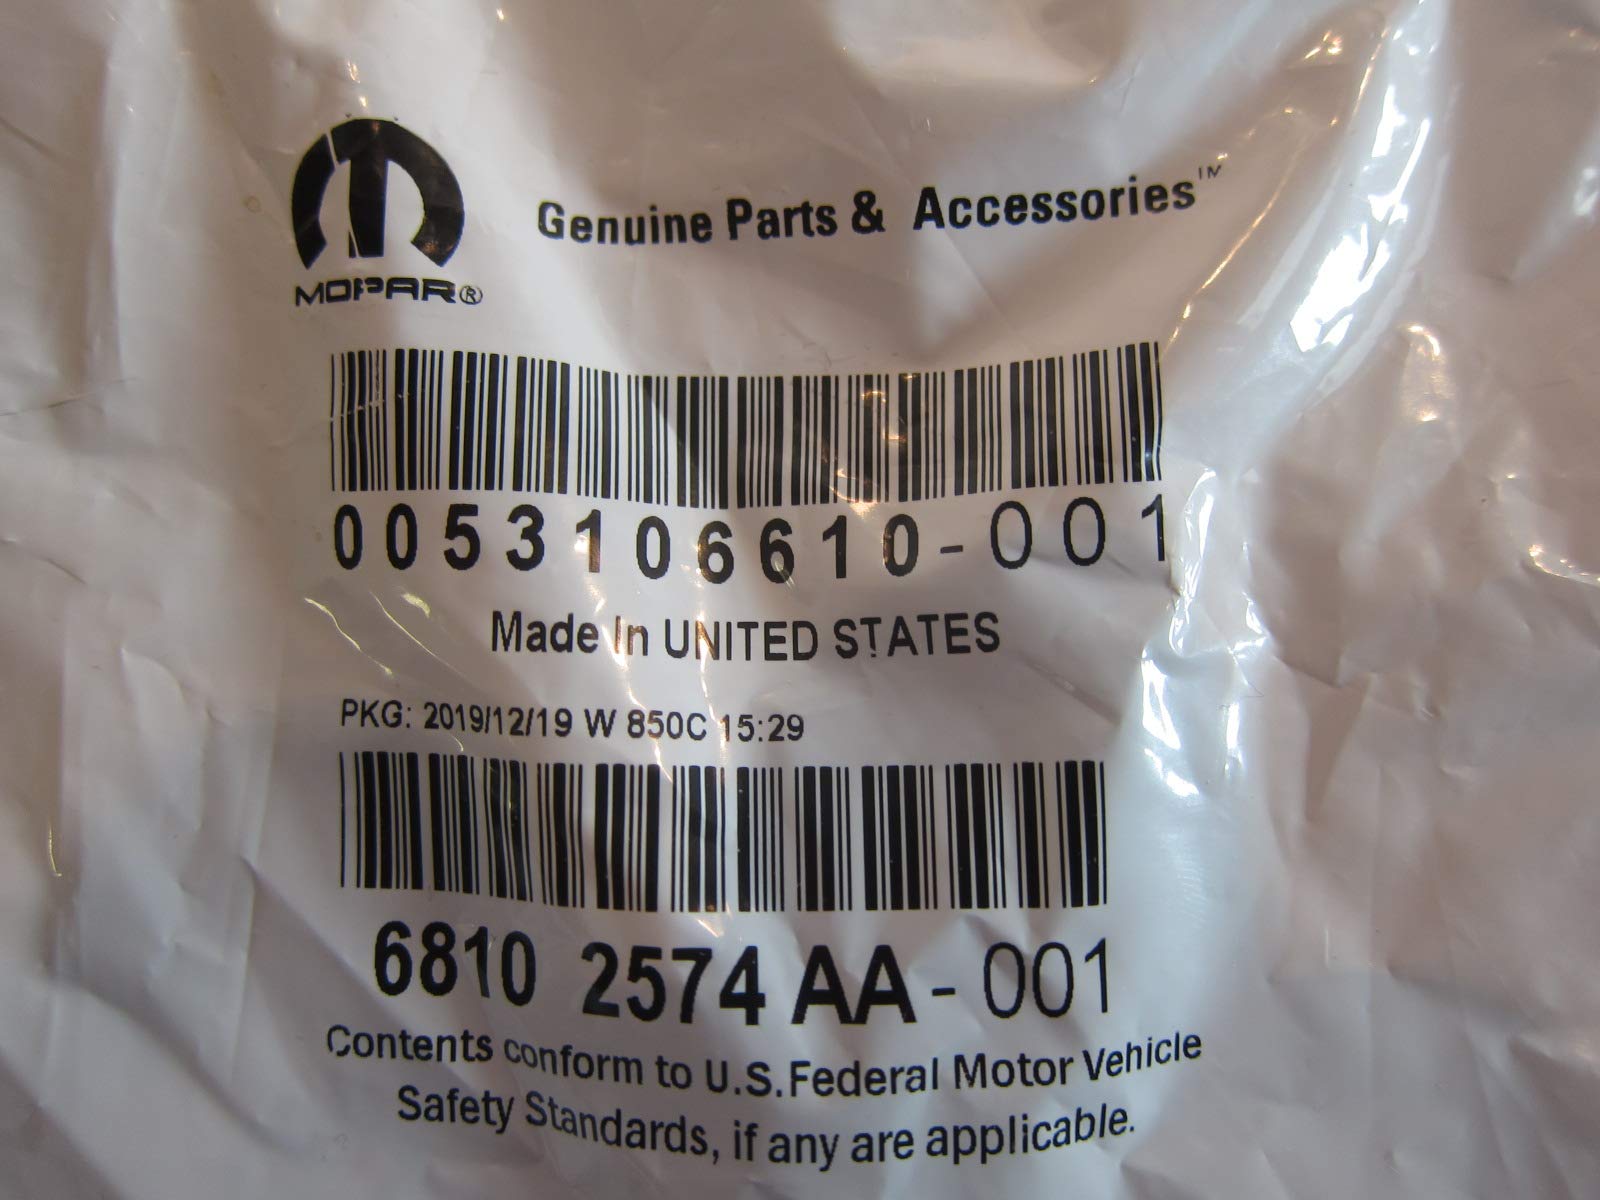 Genuine Parts & Accessories™
MOPAR®
0053106610-001
Made In UNITED STATES
PKG: 2019/12/19 W 850C 15:29
6810 2574 AA-001
Contents conform to U.S.Federal Motor Vehicle
Safety Standards, if any are applicable.